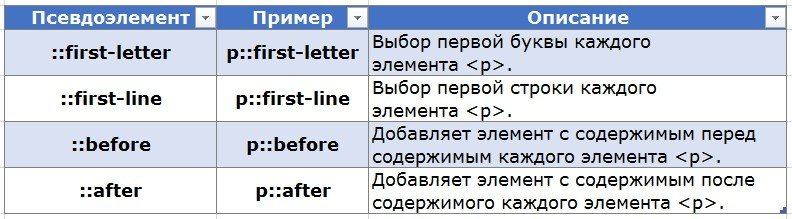 Псевдоэлемент Пример Описание
::first-letter p::first-letter Выбор первой буквы каждого
элемента <p>.
::first-line p::first-line Выбор первой строки каждого
элемента <p>.
::before p::before Добавляет элемент с содержимым перед
содержимым каждого элемента <p>.
::after p::after Добавляет элемент с содержимым после
содержимого каждого элемента <p>.